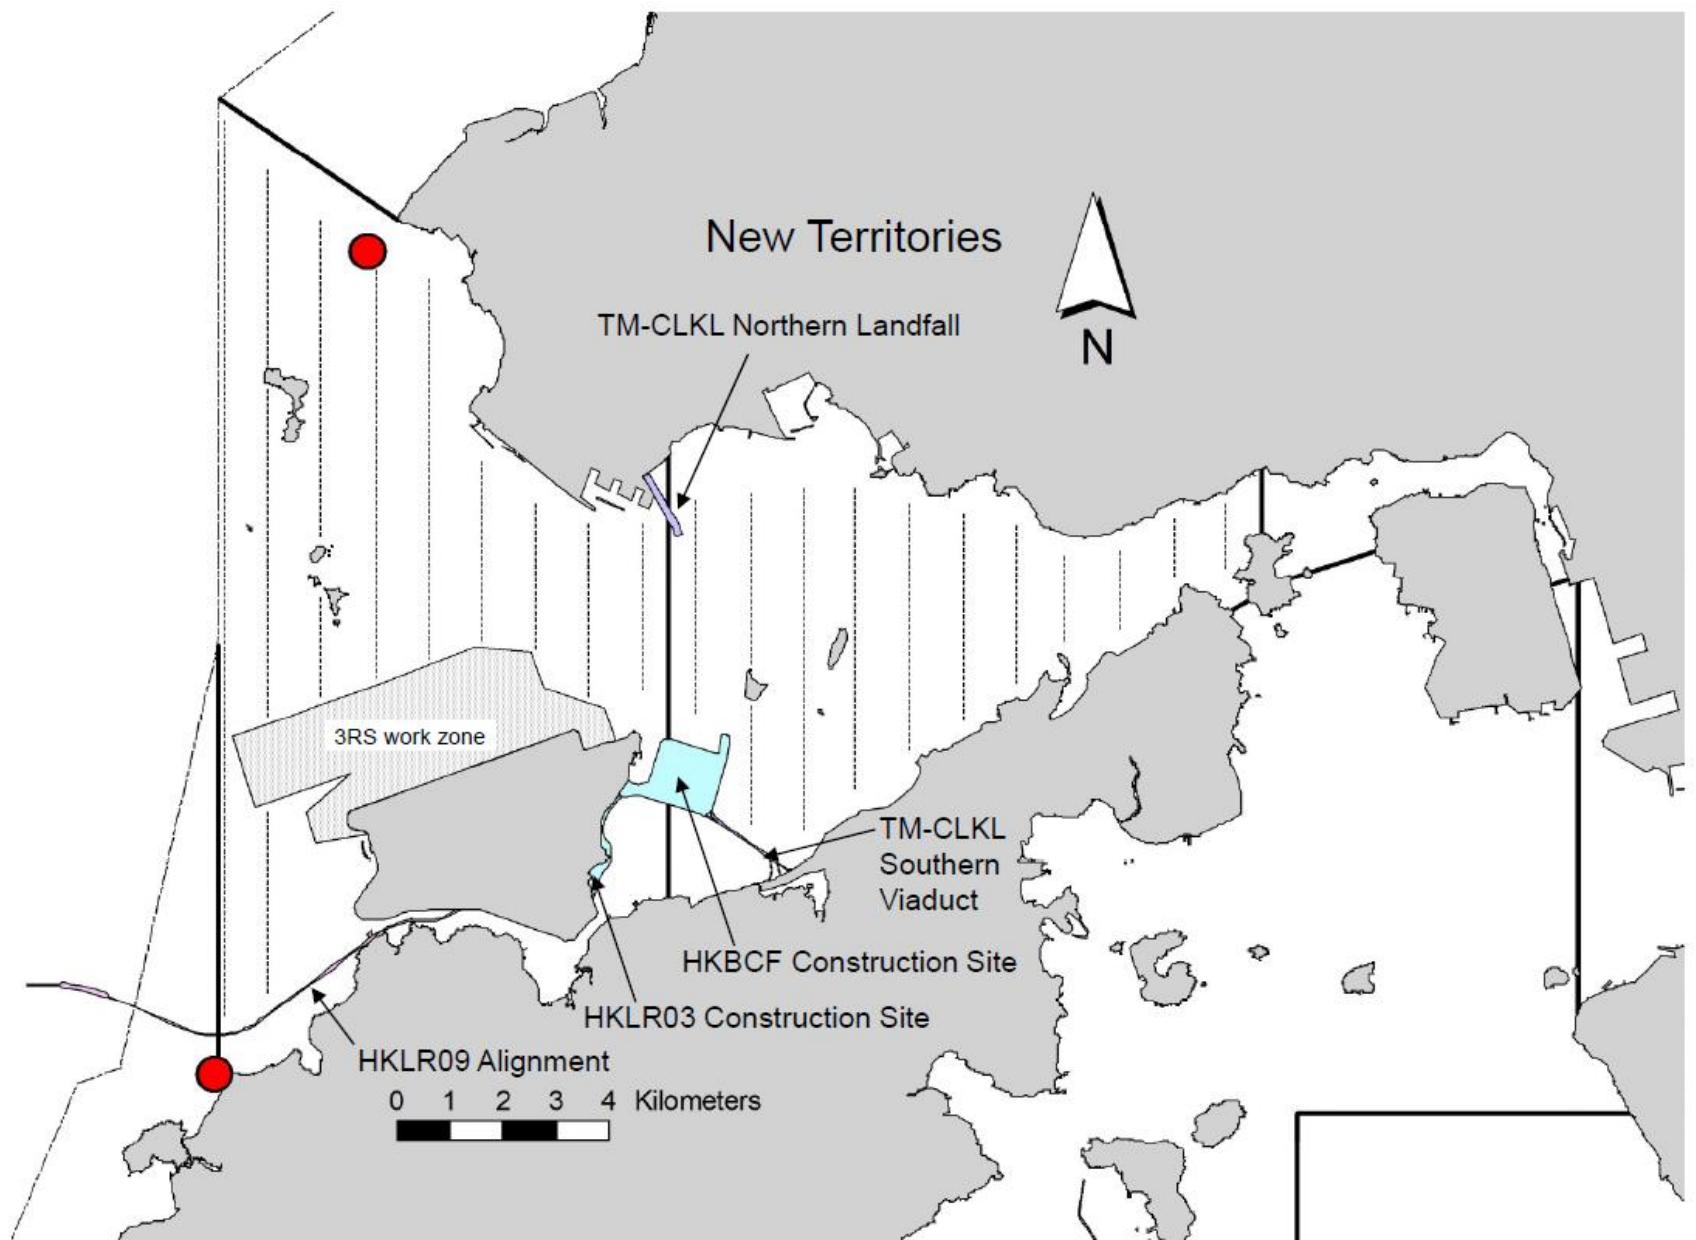 New Territories
N
TM-CLKL Northern Landfall
3RS work zone
TM-CLKL
Southern
Viaduct
HKBCF Construction Site
HKLR03 Construction Site
HKLR09 Alignment
0 1 2 3 4 Kilometers